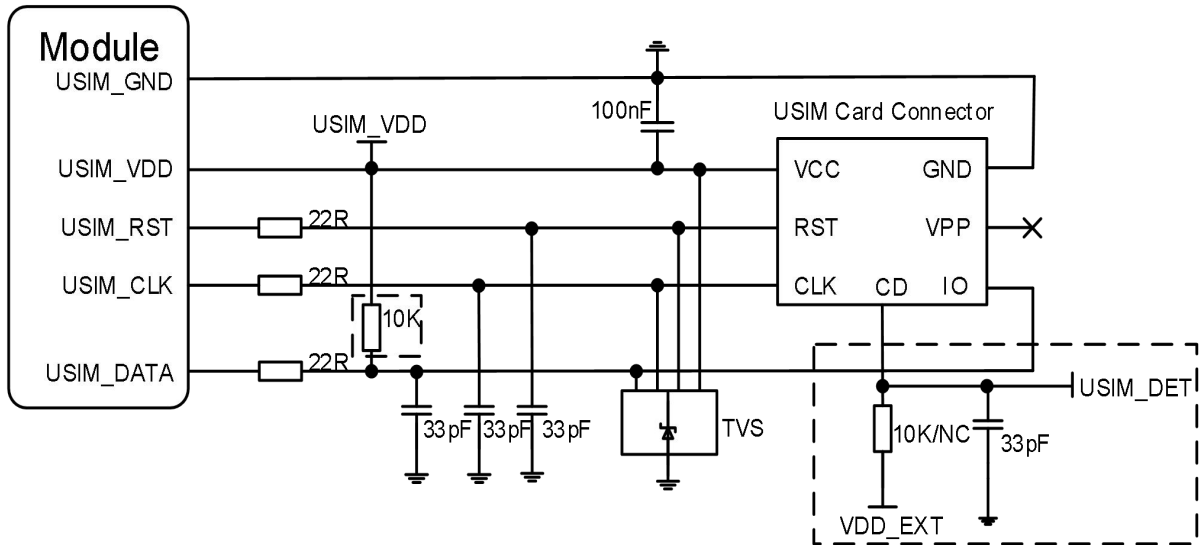 Module
USIM_GND
100nF
USIM Card Connector
USIM_VDD
USIM_VDD
VCC
GND
USIM_RST
22R
RST
VPP
USIM_CLK
22R
CLK
CD
IO
10K
USIM_DATA
22R
USIM_DET
33pF
33pF
33pF
TVS
10K/NC
33pF
VDD_EXT